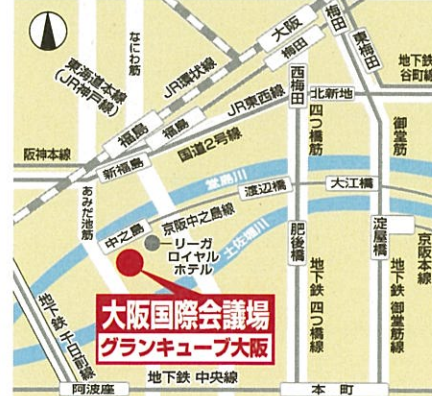 大阪
梅田
梅田
東梅田
地下鉄
谷町線
なにわ筋
JR環状線
東海道本線
(JR神戸線)
西梅田
JR東西線
北新地
福島
福島
四つ橋筋
御堂筋
阪神本線
新福島
国道2号線
堂島川
渡辺橋
大江橋
あみだ池筋
中之島
京阪中之島線
土佐堀川
リーガ
ロイヤル
ホテル
肥後橋
淀屋橋
京阪本線
大阪国際会議場
グランキューブ大阪
地下鉄 千日前線
地下鉄 四つ橋線
地下鉄 御堂筋線
地下鉄 中央線
阿波座
本町